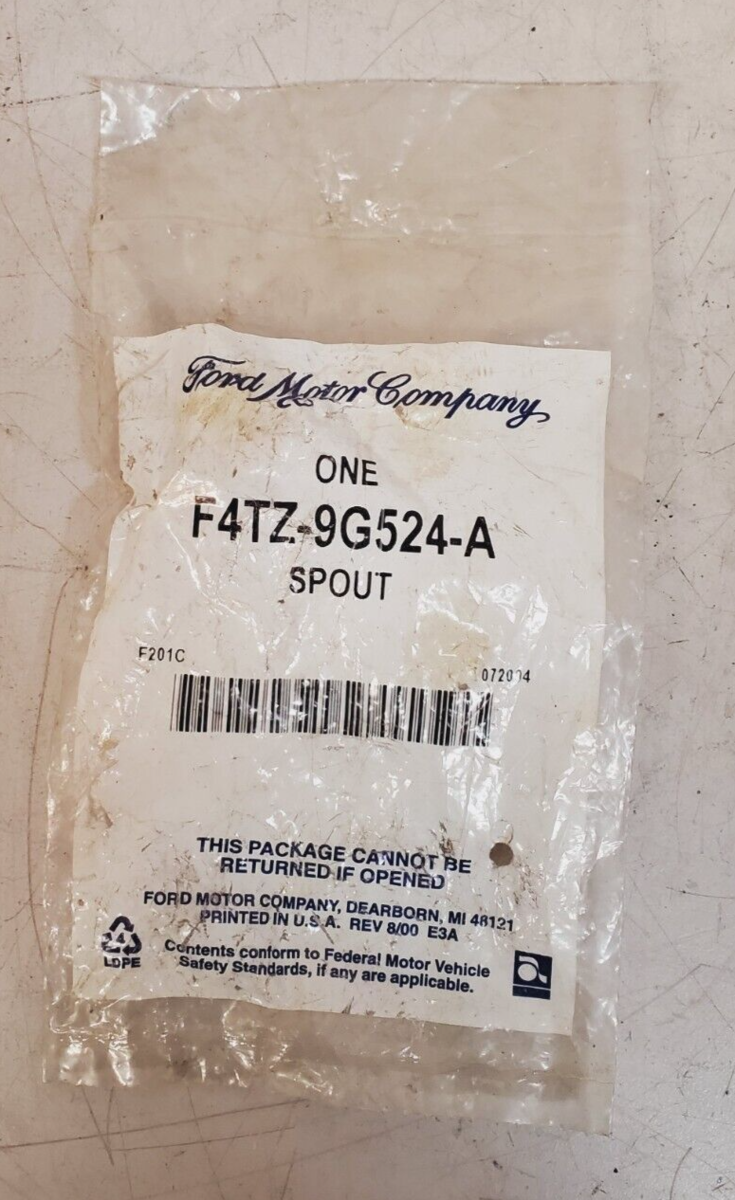 Ford Motor Company
ONE
F4TZ-9G524-A
SPOUT
F201C
072004
THIS PACKAGE CANNOT BE
RETURNED IF OPENED
FORD MOTOR COMPANY, DEARBORN, MI 48121
PRINTED IN U.S.A. REV 8/00 E3A
4
LDPE
Contents conform to Federal Motor Vehicle
Safety Standards, if any are applicable.